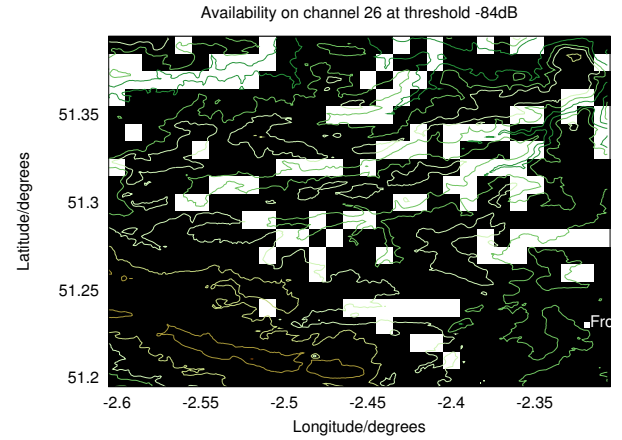 Availability on channel 26 at threshold -84dB
Latitude/degrees
51.35
51.3
51.25
51.2
Fro
-2.6
-2.55
-2.5
-2.45
-2.4
-2.35
Longitude/degrees